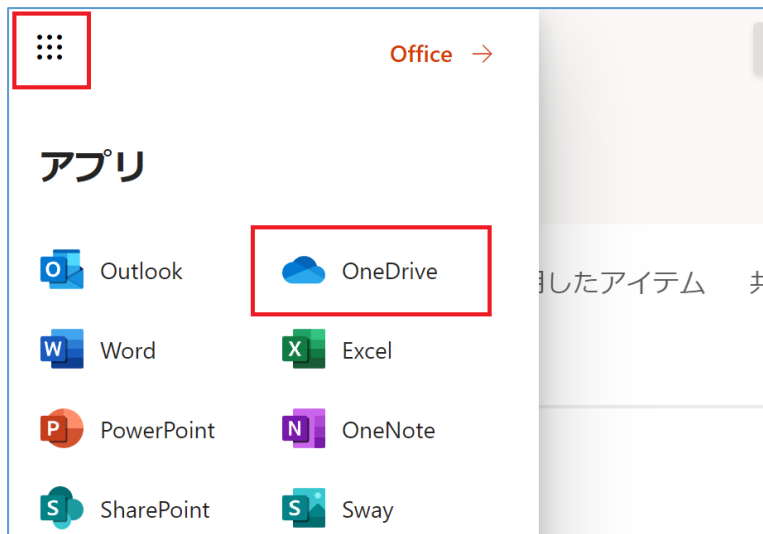 Office →
アプリ
Outlook OneDrive
したアイテム
Word Excel
PowerPoint OneNote
SharePoint Sway